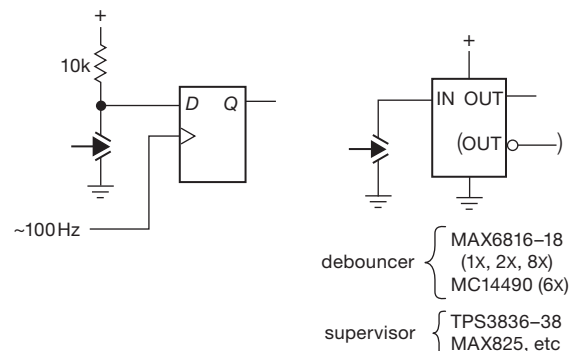 +
10k
D Q
~100Hz
+
IN OUT
(OUT )
debouncer { MAX6816–18
(1x, 2x, 8x)
MC14490 (6x)
supervisor { TPS3836–38
MAX825, etc